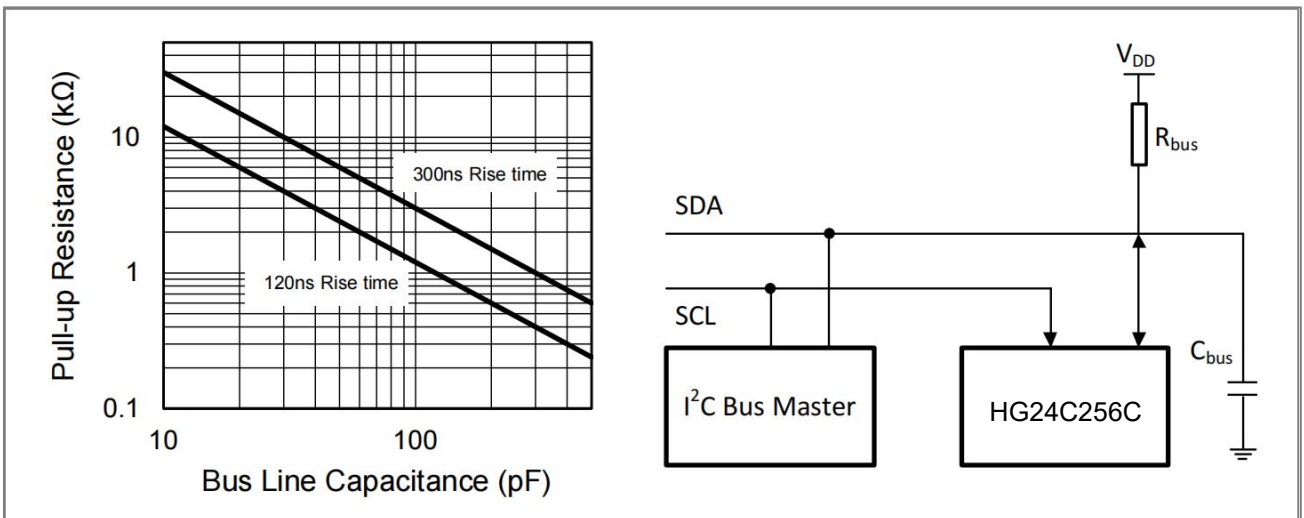 Pull-up Resistance (kΩ)
10
1
0.1
300ns Rise time
120ns Rise time
10
100
Bus Line Capacitance (pF)
VDD
Rbus
SDA
SCL
I²C Bus Master
HG24C256C
Cbus